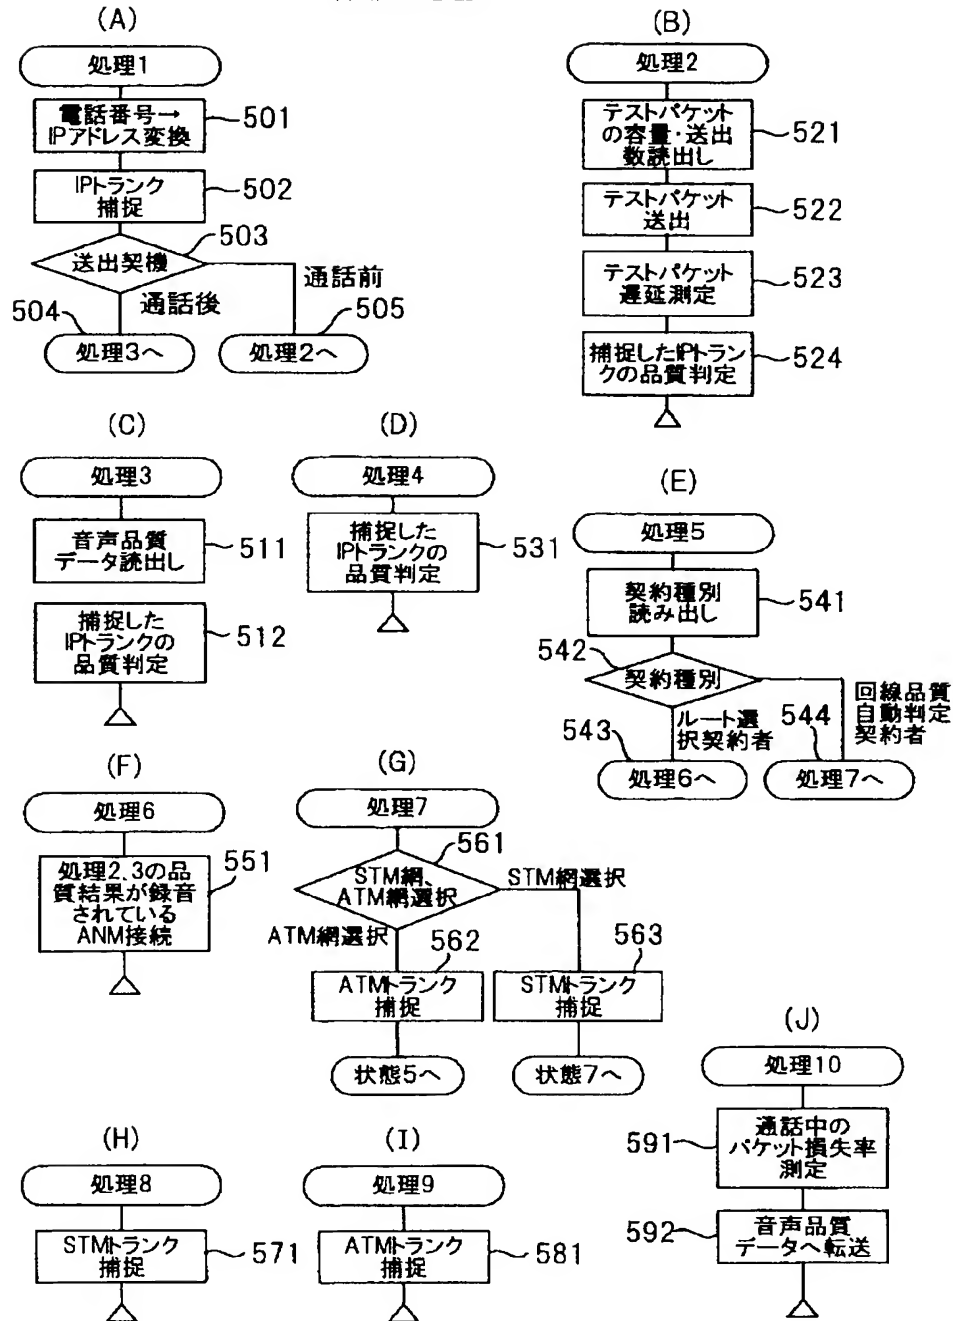 (A)
処理1
電話番号→
IPアドレス変換
501
IPトランク
捕捉
502
503
送出契機
通話前
通話後
504
505
処理3へ
処理2へ
(B)
処理2
テストパケット
の容量・送出
数読出し
521
テストパケット
送出
522
テストパケット
遅延測定
523
捕捉したIPトラン
クの品質判定
524
(C)
処理3
音声品質
データ読出し
511
捕捉した
IPトランクの
品質判定
512
(D)
処理4
捕捉した
IPトランクの
品質判定
531
(E)
処理5
契約種別
読み出し
541
542
契約種別
ルート選
択契約者
回線品質
自動判定
契約者
543
544
処理6へ
処理7へ
(F)
処理6
処理2、3の品
質結果が録音
されている
ANM接続
551
(G)
処理7
561
STM網、
ATM網選択
STM網選択
ATM網選択
562
563
ATMトランク
捕捉
STMトランク
捕捉
状態5へ
状態7へ
(H)
処理8
STMトランク
捕捉
571
(I)
処理9
ATMトランク
捕捉
581
(J)
処理10
591
通話中の
パケット損失率
測定
592
音声品質
データへ転送